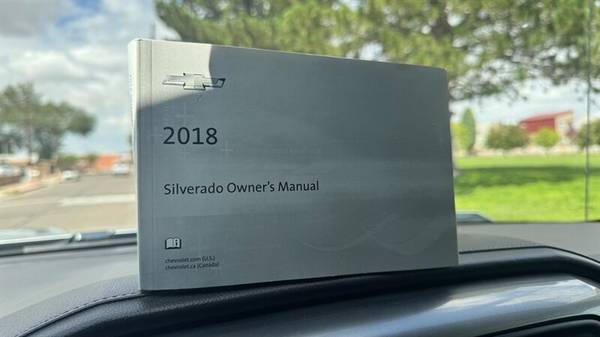 2018
Silverado Owner's Manual
chevrolet.com (U.S.)
chevrolet.ca (Canada)